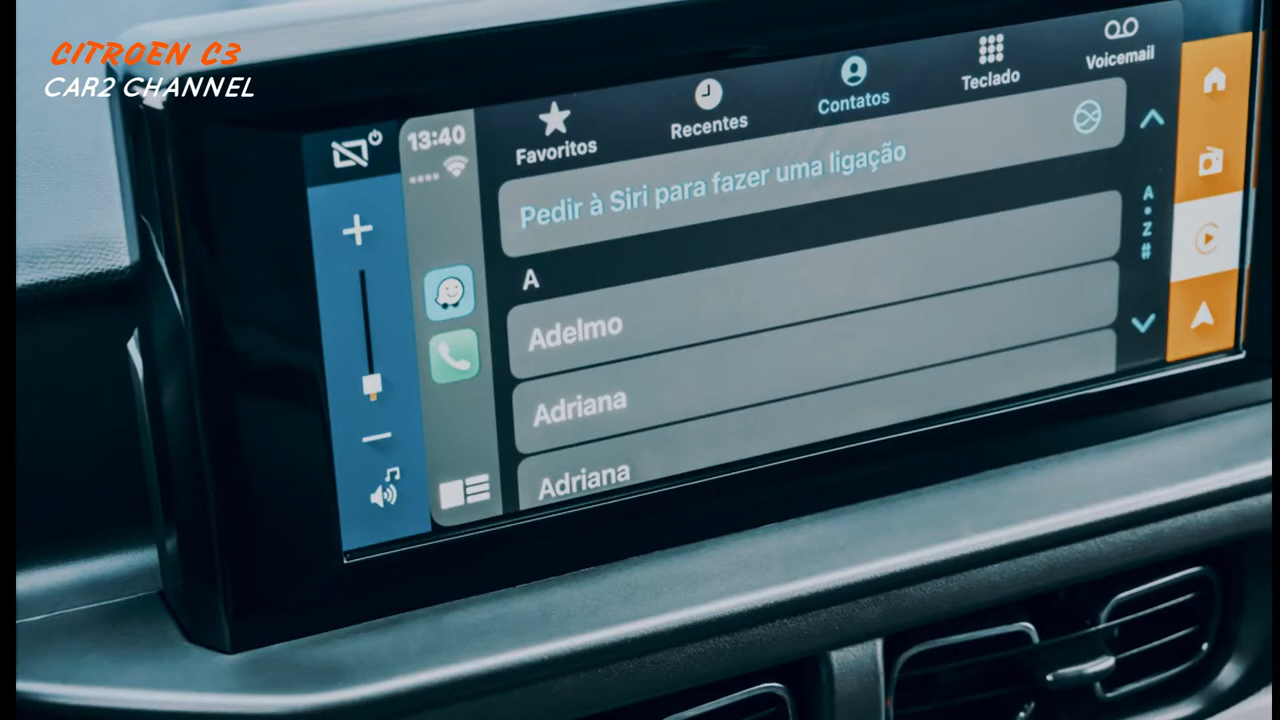 CITROEN C3
CAR2 CHANNEL
13:40
Favoritos
Recentes
Contatos
Teclado
Voicemail
Pedir à Siri para fazer uma ligação
A
Adelmo
Adriana
Adriana
A
Z
#